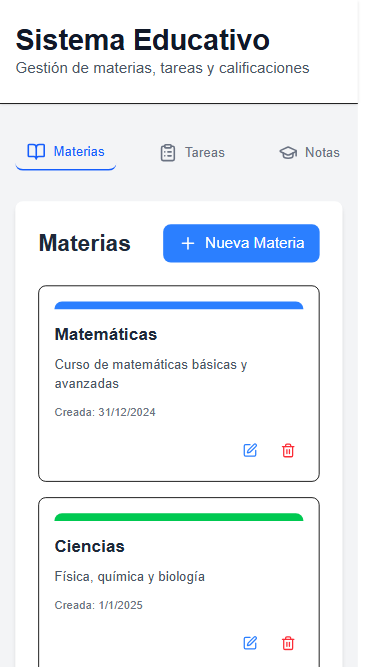 Sistema Educativo
Gestión de materias, tareas y calificaciones
Materias
Tareas
Notas
Materias
Nueva Materia
Matemáticas
Curso de matemáticas básicas y
avanzadas
Creada: 31/12/2024
Ciencias
Física, química y biología
Creada: 1/1/2025